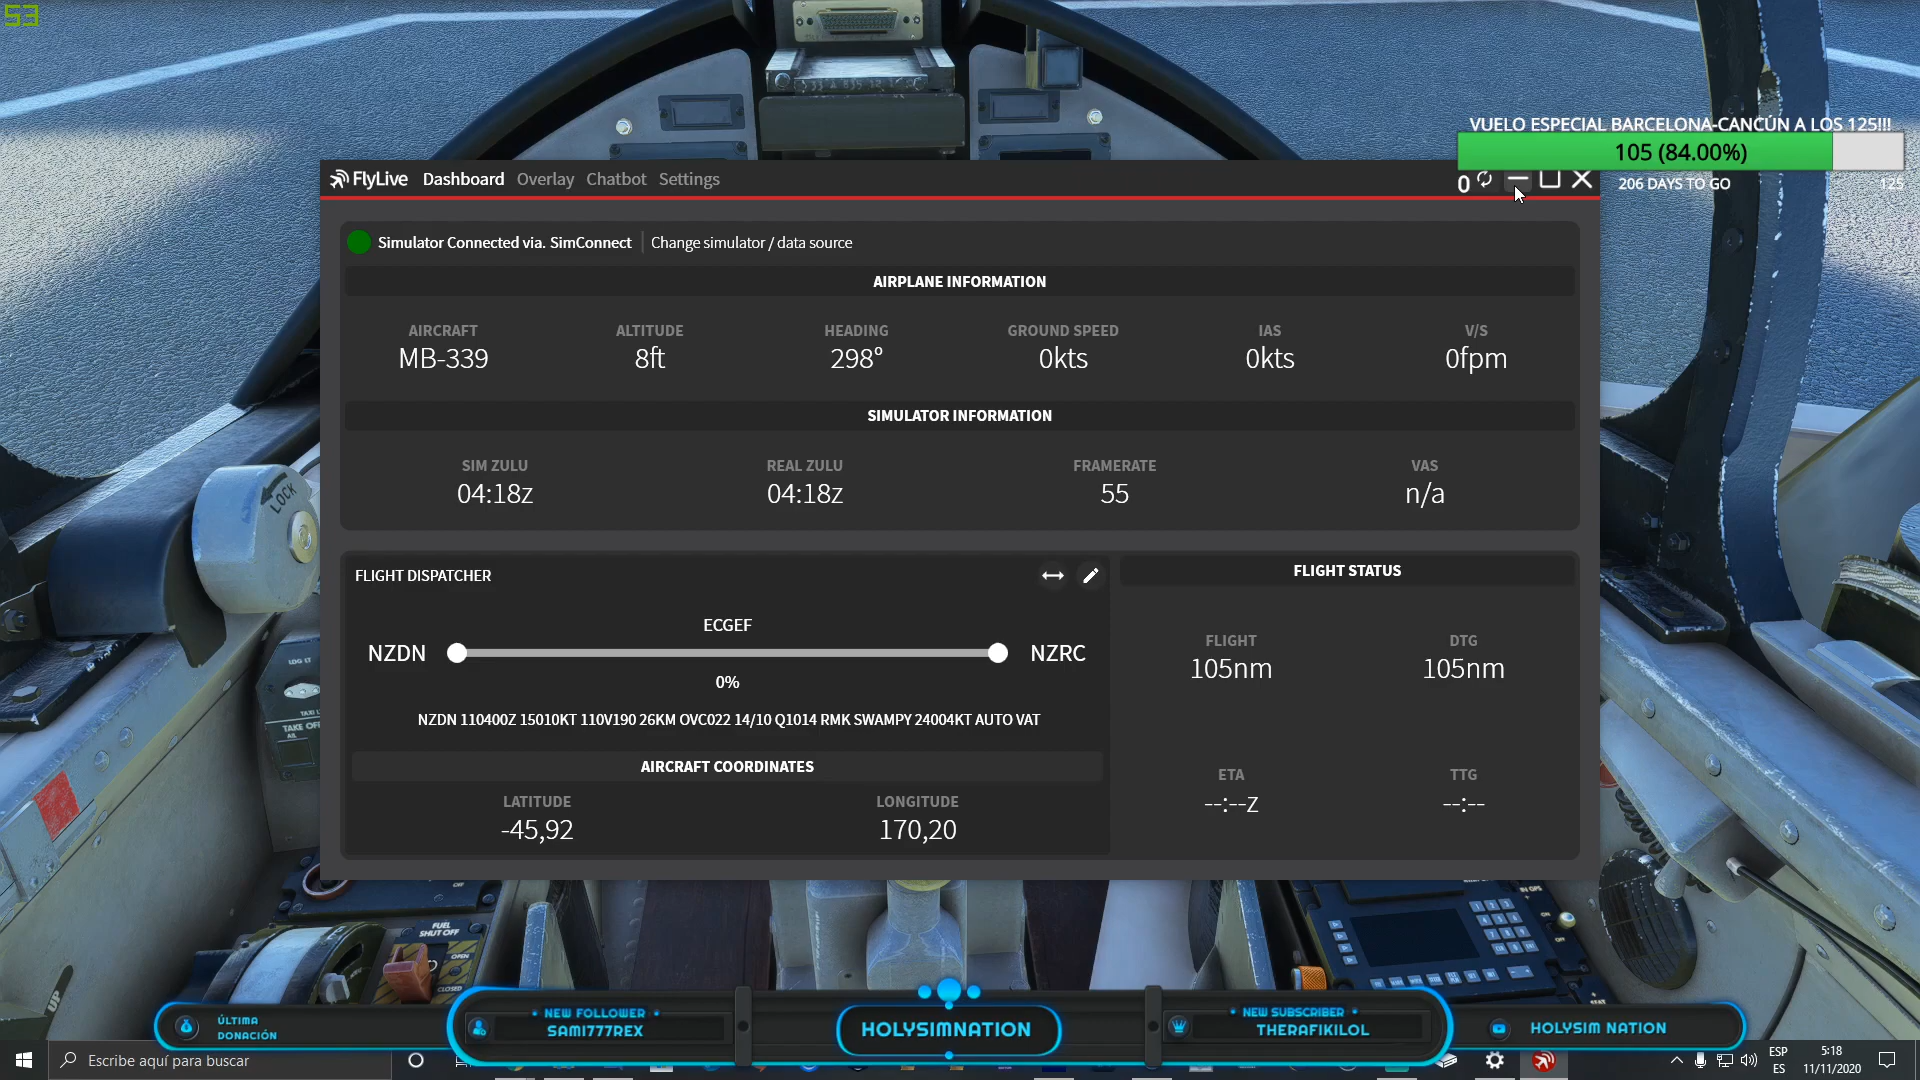 53
VUELO ESPECIAL BARCELONA-CANCÚN A LOS 125!!!
105 (84.00%)
0
206 DAYS TO GO
125
FlyLive
Dashboard
Overlay
Chatbot
Settings
Simulator Connected via. SimConnect
Change simulator / data source
AIRPLANE INFORMATION
AIRCRAFT
MB-339
ALTITUDE
8ft
HEADING
298°
GROUND SPEED
0kts
IAS
0kts
V/S
0fpm
SIMULATOR INFORMATION
SIM ZULU
04:18z
REAL ZULU
04:18z
FRAMERATE
55
VAS
n/a
FLIGHT DISPATCHER
ECGEF
NZDN
NZRC
0%
NZDN 110400Z 15010KT 110V190 26KM OVC022 14/10 Q1014 RMK SWAMPY 24004KT AUTO VAT
AIRCRAFT COORDINATES
LATITUDE
-45,92
LONGITUDE
170,20
FLIGHT STATUS
FLIGHT
105nm
DTG
105nm
ETA
--:--Z
TTG
--:--
LOCK
LDG LT
TAKE OFF
FUEL
SHUT OFF
OPEN
CLOSED
UP
OFF
ÚLTIMA
DONACIÓN
NEW FOLLOWER
SAMI777REX
HOLYSIMNATION
NEW SUBSCRIBER
THERAFIKILOL
HOLYSIM NATION
Escribe aquí para buscar
ESP
ES
5:18
11/11/2020